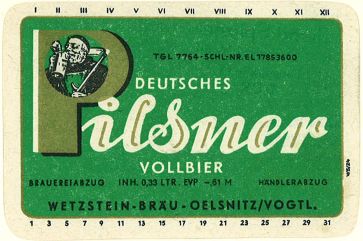 I II III IV V VI VII VIII IX X XI XII
TGL 7764-SCHL-NR. EL 77853600
DEUTSCHES
Pilsner
VOLLBIER
BRAUEREIABZUG INH. 0,33 LTR. EVP -,61 M HÄNDLERABZUG
WETZSTEIN-BRÄU-OELSNITZ/VOGTL.
1 3 5 7 9 11 13 15 17 19 21 23 25 27 29 31